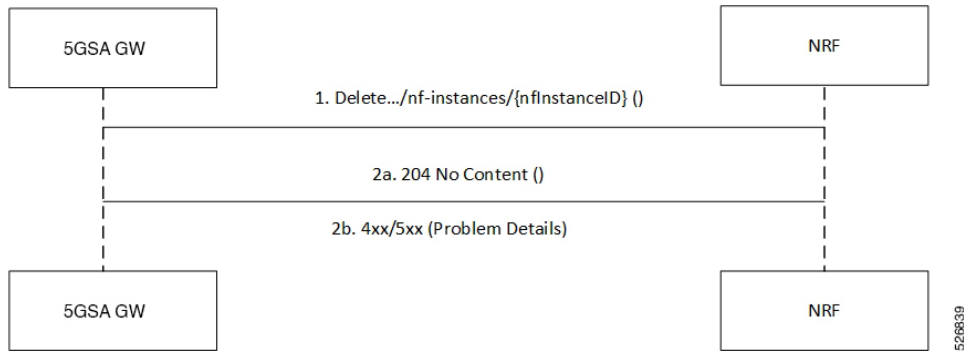 5GSA GW
NRF
1. Delete.../nf-instances/{nfInstanceID} ()
2a. 204 No Content ()
2b. 4xx/5xx (Problem Details)
5GSA GW
NRF
526839